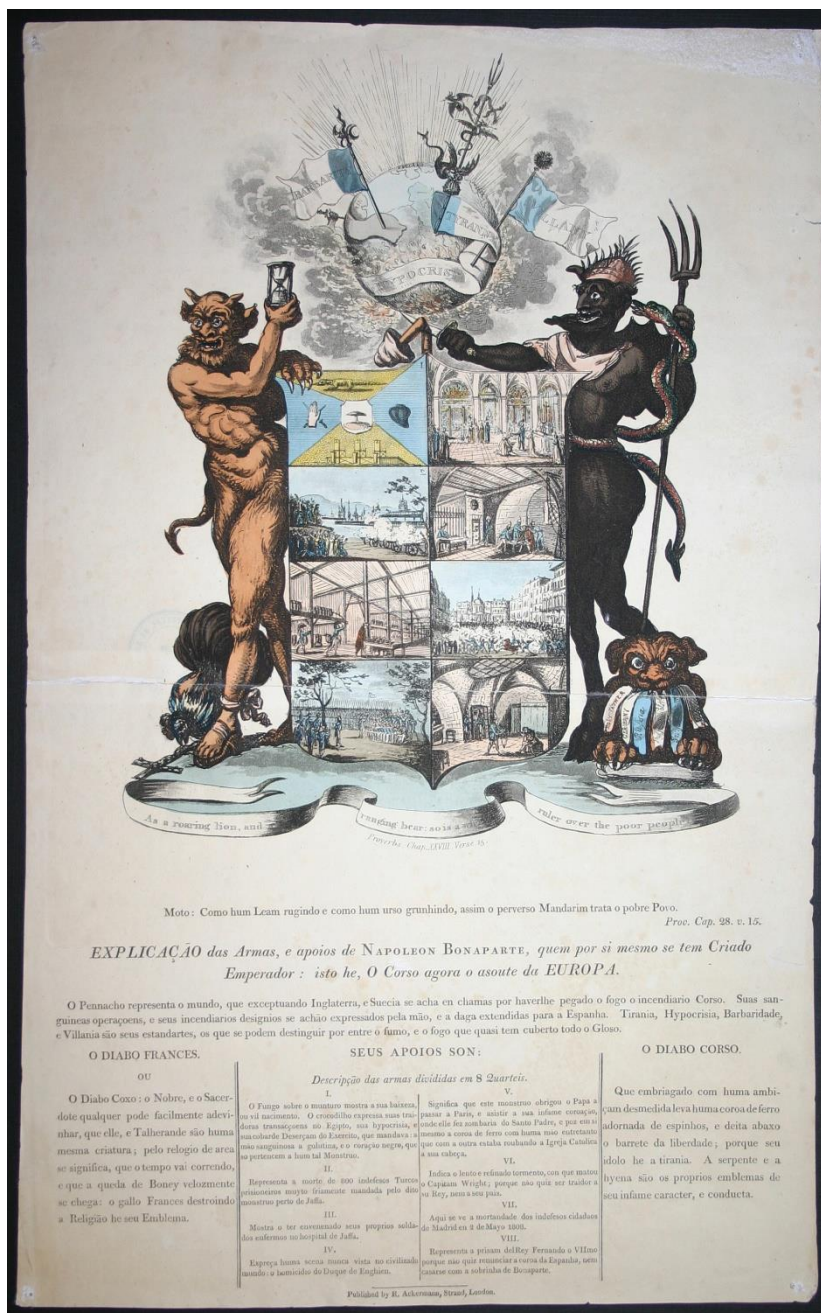 BARBAR
TYRAN
LLAN
YPOCRIS
As a roaring lion, and
ranging bear: so is a
ruler over the poor people.
Proverbs Chap. XXVIII. Verse 15.
Moto: Como hum Leam rugindo e como hum urso grunhindo, assim o perverso Mandarim trata o pobre Povo.
Prov. Cap. 28. v. 15.
EXPLICAÇÃO das Armas, e apoios de NAPOLEON BONAPARTE, quem por si mesmo se tem Criado
Emperador: isto he, O Corso agora o asoute da EUROPA.
O Pennacho representa o mundo, que exceptuando Inglaterra, e Suecia se acha en chamas por haverlhe pegado o fogo o incendiario Corso. Suas san-
guineas operaçoens, e seus incendiarios designios se achão expressados pela mão, e a daga extendidas para a Espanha. Tirania, Hypocrisia, Barbaridade,
e Villania são seus estandartes, os que se podem destinguir por entre o fumo, e o fogo que quasi tem cuberto todo o Gloso.
O DIABO FRANCES.
OU
O Diabo Coxo: o Nobre, e o Sacer-
dote qualquer pode facilmente adevi-
nhar, que elle, e Talherande são huma
mesma criatura; pelo relogio de area
se significa, que o tempo vai correndo,
e que a queda de Boney velozmente
se chega: o gallo Frances destroindo
a Religião he seu Emblema.
SEUS APOIOS SON:
Descripção das armas divididas em 8 Quarteis.
I.
O Fungo sobre o munturo mostra a sua baixeza,
ou vil nacimento. O crocodilho expressa suas tra-
doras transacçoens no Egipto, sua hypocrisia, e
sua cobarde Deserçam do Exercito, que mandava: a
mão sanguinosa a guilotina, e o coração negro, que
so pertencem a hum tal Monstruo.
II.
Representa a morte de 800 indefesos Turcos
prisioneiros muyto friamente mandada pelo dito
monstruo perto de Jaffa.
III.
Mostra o ter envenenado seus proprios solda-
dos enfermos no hospital de Jaffa.
IV.
Expreça huma scena nunca vista no civilizado
mundo: o homicidio do Duque de Enghien.
V.
Significa que este monstruo obrigou o Papa a
passar a Paris, e asistir a sua infame coroaçao,
onde elle fez zombaria do Santo Padre, e poz em si
mesmo a coroa de ferro com huma mão entretanto
que com a outra estaba roubando a Igreja Catolica
a sua cabeça.
VI.
Indica o lento e refinado tormento, con que matou
o Capitam Wright; porque não quiz ser traidor a
su Rey, nem a seu pais.
VII.
Aqui se ve a mortandade dos indefesos cidadaos
de Madrid en 2 de Mayo 1808.
VIII.
Representa a prisam del Rey Fernando o VIImo
porque não quiz renunciar a coroa da Espanha, nem
casarse com a sobrinha de Bonaparte.
O DIABO CORSO.
Que embriagado com huma ambi-
çam desmedida leva huma coroa de ferro
adornada de espinhos, e deita abaxo
o barrete da liberdade; porque seu
idolo he a tirania. A serpente e a
hyena são os proprios emblemas de
seu infame caracter, e conducta.
Published by R. Ackermann, Strand, London.